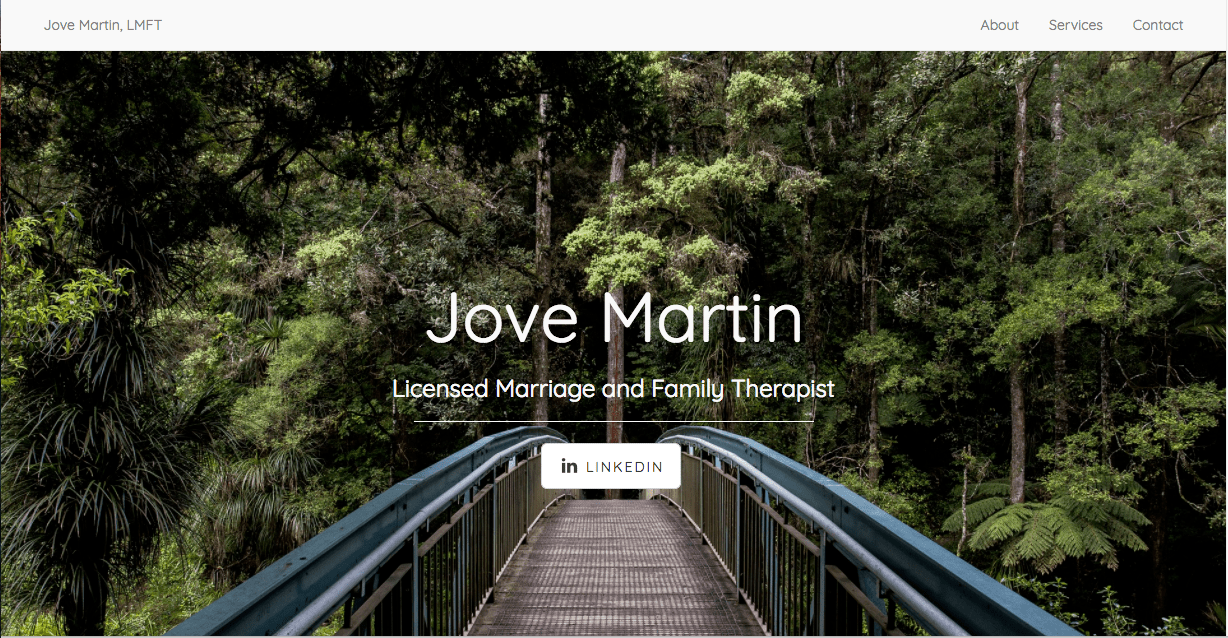 Jove Martin, LMFT
About Services Contact
Jove Martin
Licensed Marriage and Family Therapist
in LINKEDIN